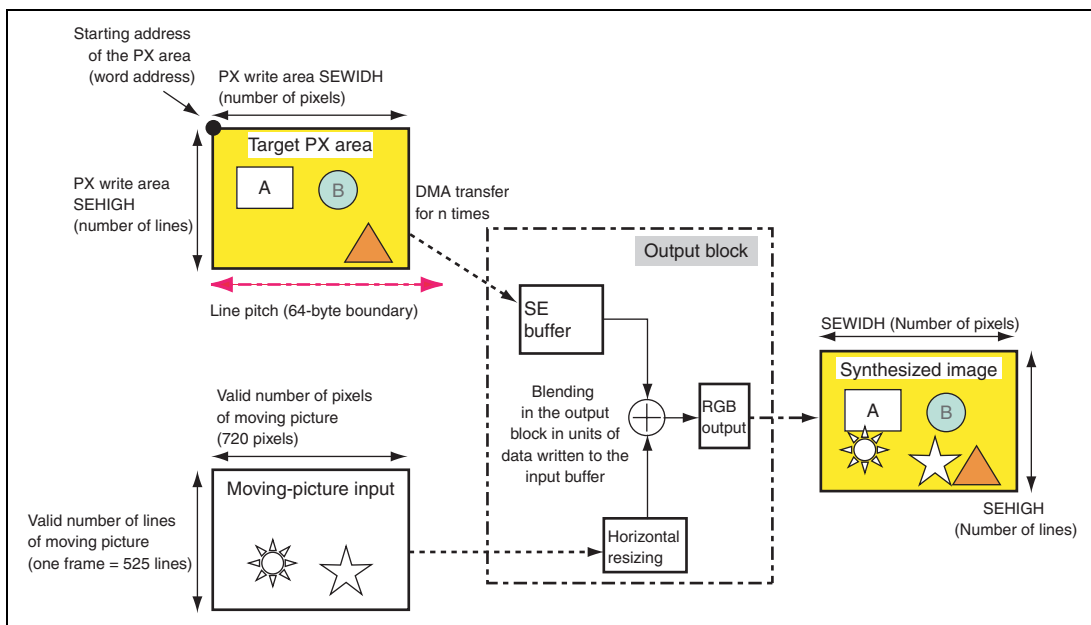 Starting address
of the PX area
(word address)
PX write area SEWIDH
(number of pixels)
Target PX area
A
B
PX write area
SEHIGH
(number of lines)
DMA transfer
for n times
Line pitch (64-byte boundary)
Output block
SE
buffer
Blending
in the output
block in units of
data written to the
input buffer
RGB
output
SEWIDH (Number of pixels)
Synthesized image
A
B
SEHIGH
(Number of lines)
Valid number of pixels
of moving picture
(720 pixels)
Moving-picture input
Valid number of lines
of moving picture
(one frame = 525 lines)
Horizontal
resizing